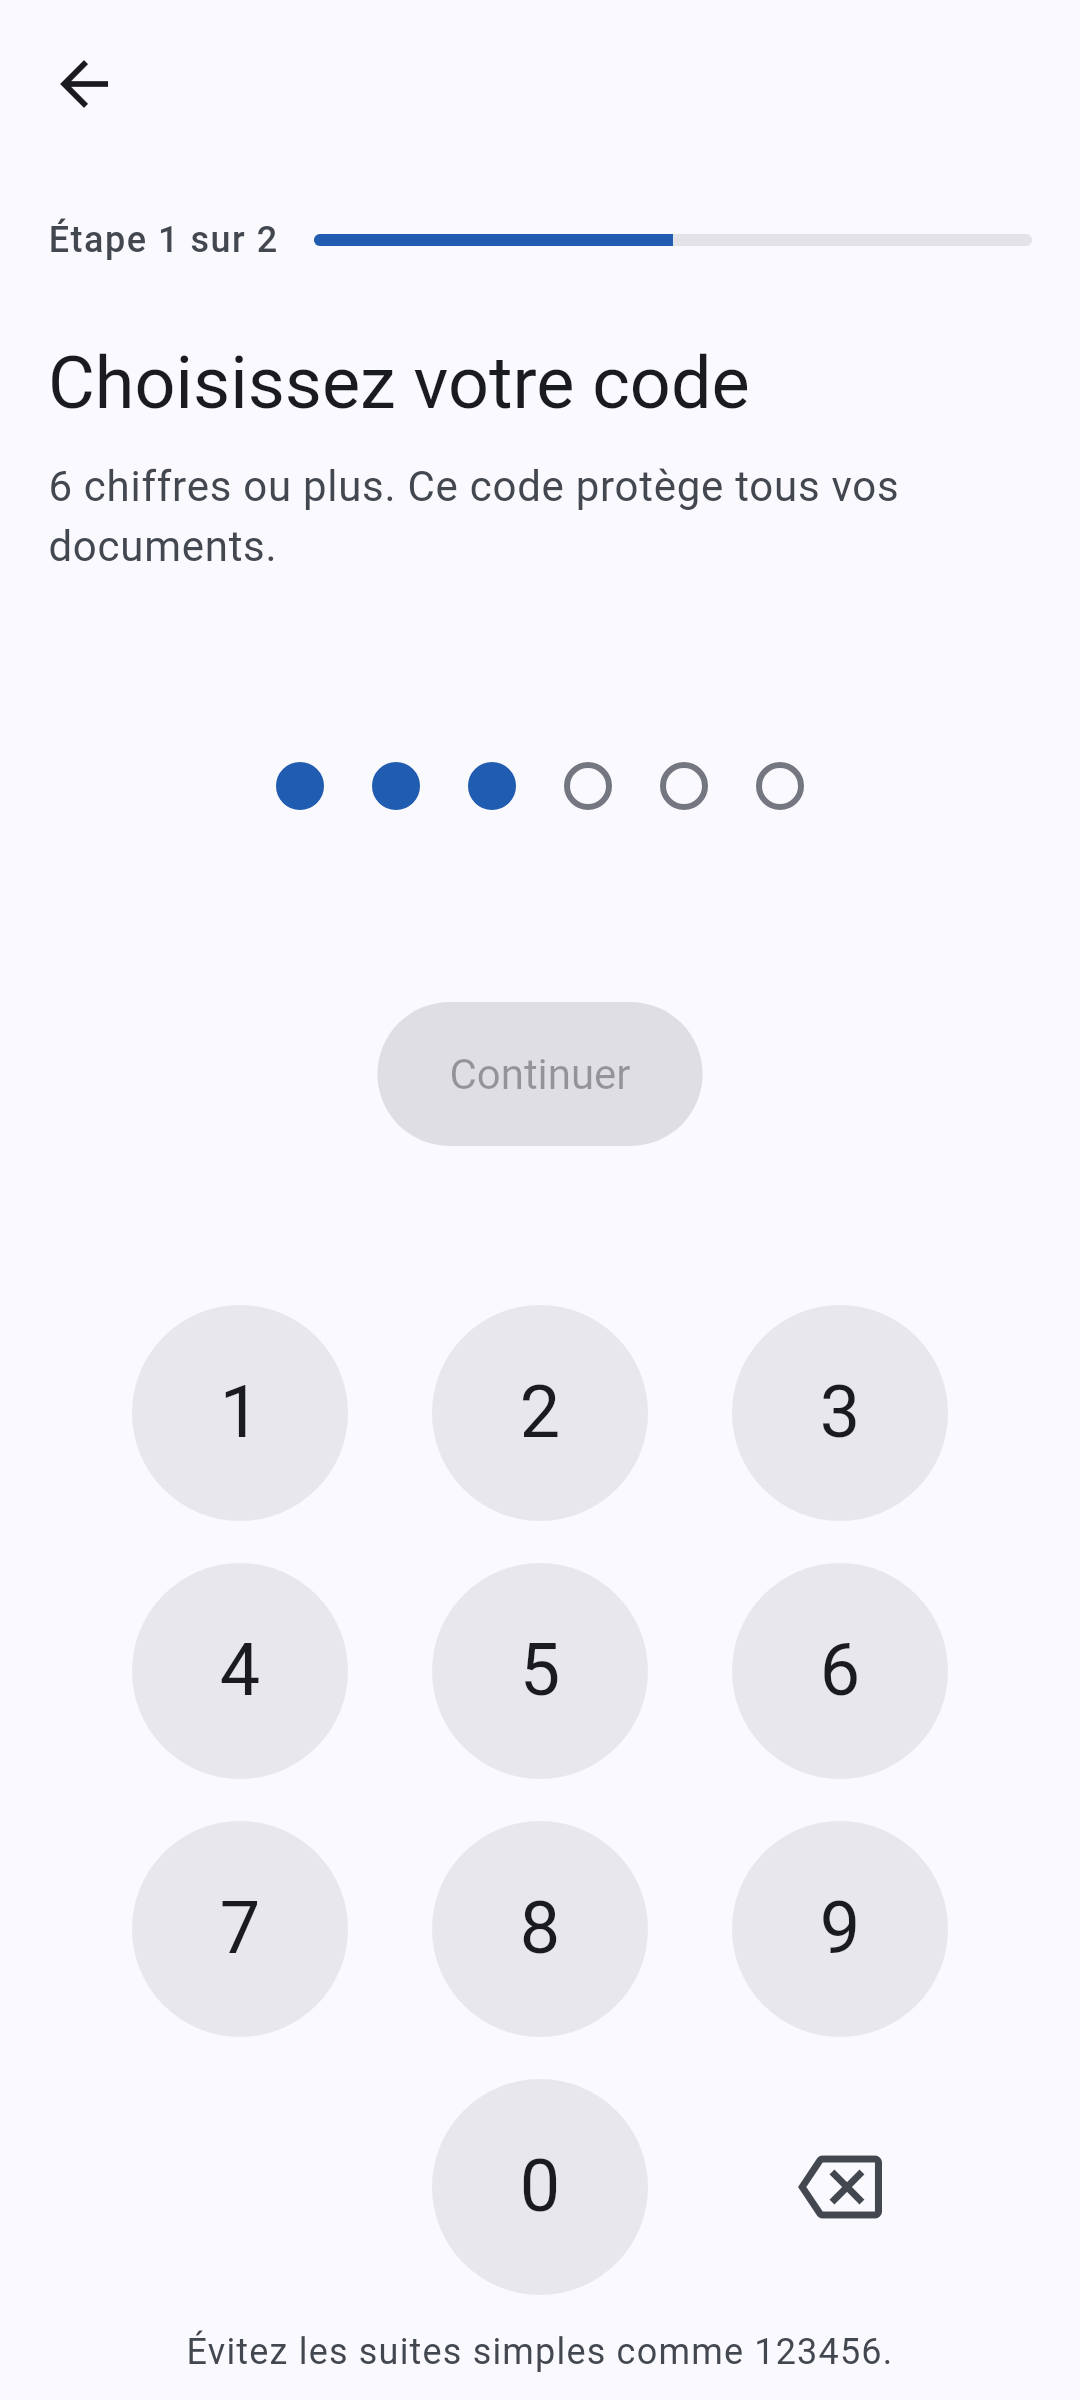 Étape 1 sur 2
Choisissez votre code
6 chiffres ou plus. Ce code protège tous vos
documents.
Continuer
1 2 3
4 5 6
7 8 9
0
Évitez les suites simples comme 123456.